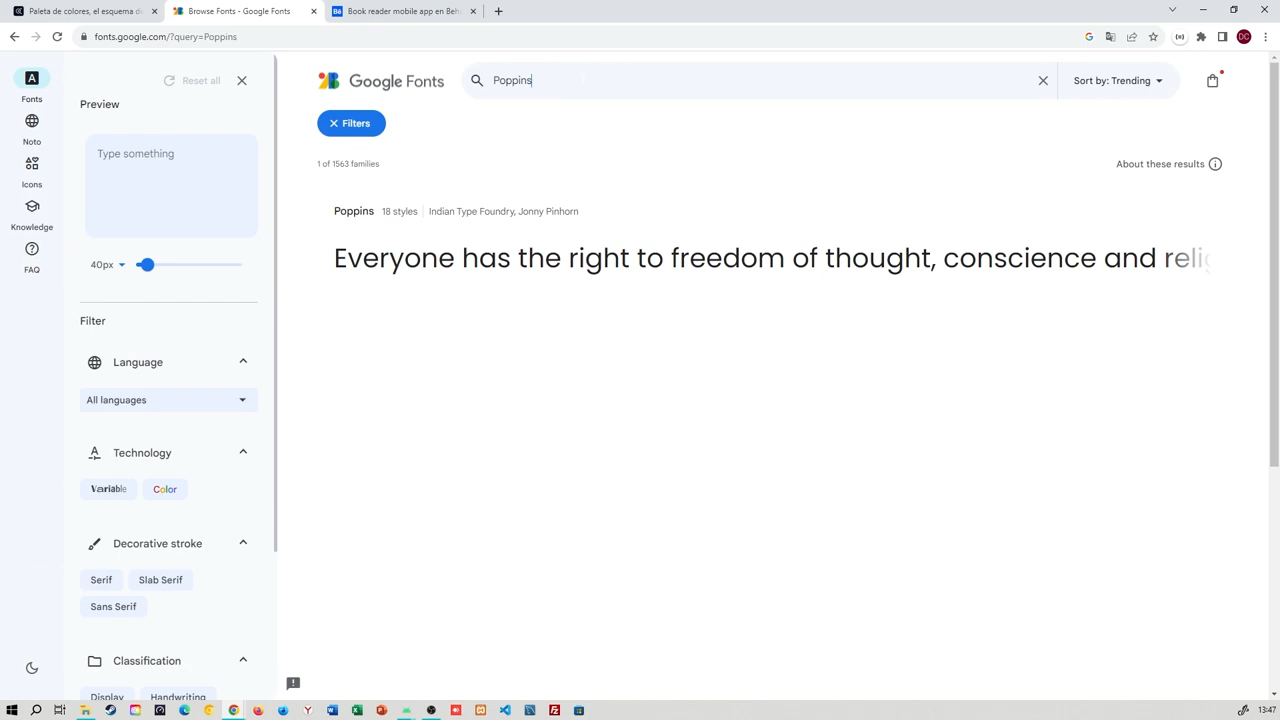 Paleta de colores, el esquema de
Browse Fonts - Google Fonts
Book reader mobile app en Beh
fonts.google.com/?query=Poppins
DC
Fonts
Noto
Icons
Knowledge
FAQ
Reset all
Preview
Type something
40px
Filter
Language
All languages
Technology
Variable
Color
Decorative stroke
Serif
Slab Serif
Sans Serif
Classification
Display
Handwriting
Google Fonts
Poppins
Sort by: Trending
Filters
1 of 1563 families
About these results
Poppins 18 styles Indian Type Foundry, Jonny Pinhorn
Everyone has the right to freedom of thought, conscience and relig
13:47